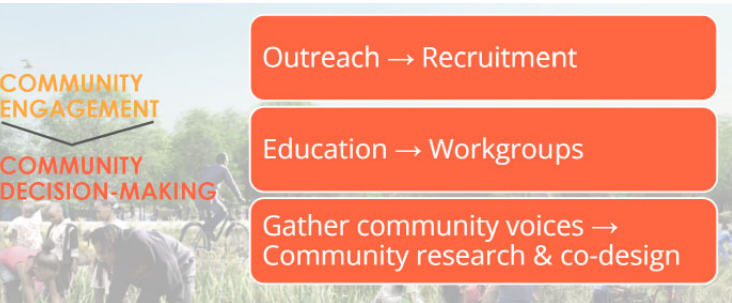 COMMUNITY
ENGAGEMENT
COMMUNITY
DECISION-MAKING
Outreach → Recruitment
Education → Workgroups
Gather community voices →
Community research & co-design